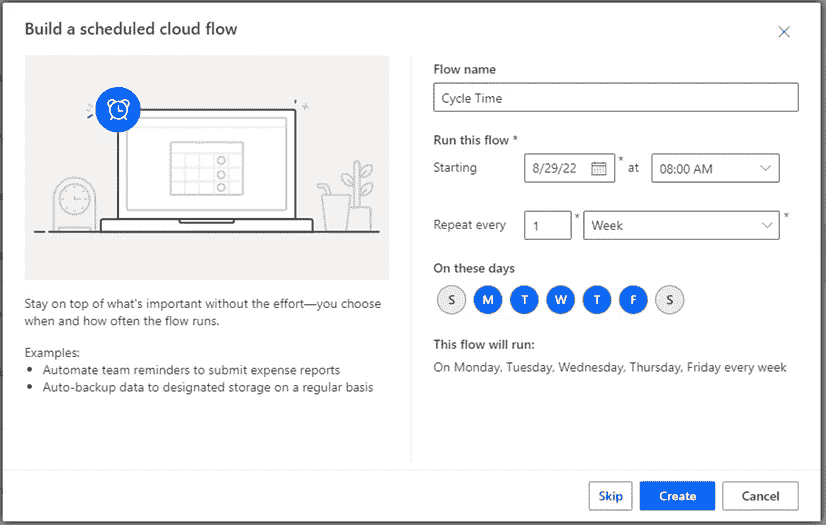 Build a scheduled cloud flow
Stay on top of what's important without the effort—you choose
when and how often the flow runs.
Examples:
• Automate team reminders to submit expense reports
• Auto-backup data to designated storage on a regular basis
Flow name
Cycle Time
Run this flow *
Starting 8/29/22 * at 08:00 AM
Repeat every 1 * Week *
On these days
S M T W T F S
This flow will run:
On Monday, Tuesday, Wednesday, Thursday, Friday every week
Skip Create Cancel